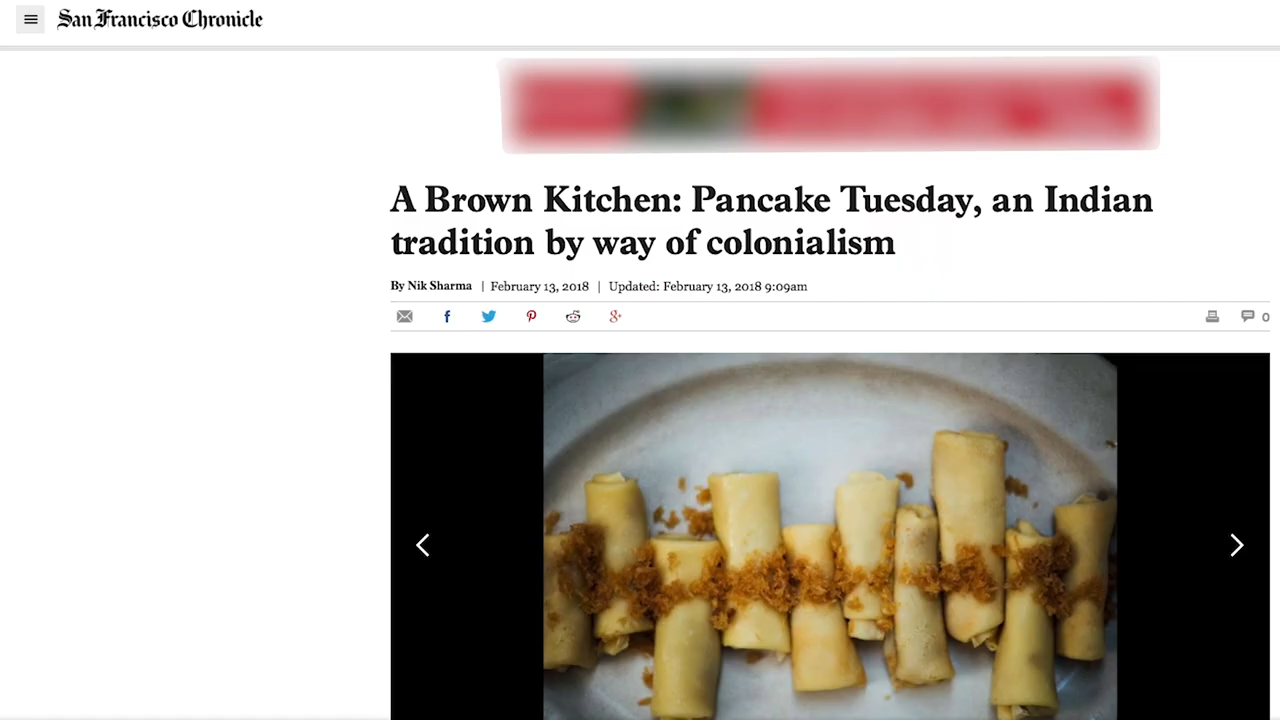 San Francisco Chronicle
A Brown Kitchen: Pancake Tuesday, an Indian
tradition by way of colonialism
By Nik Sharma | February 13, 2018 | Updated: February 13, 2018 9:09am
0